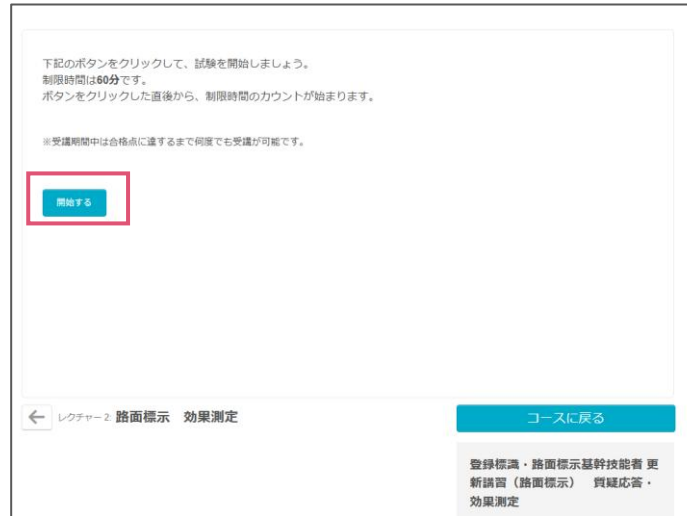 下記のボタンをクリックして、試験を開始しましょう。
制限時間は60分です。
ボタンをクリックした直後から、制限時間のカウントが始まります。
※受講期間中は合格点に達するまで何度でも受講が可能です。
開始する
レクチャー2: 路面標示　効果測定
コースに戻る
登録標識・路面標示基幹技能者 更
新講習（路面標示）　質疑応答・
効果測定